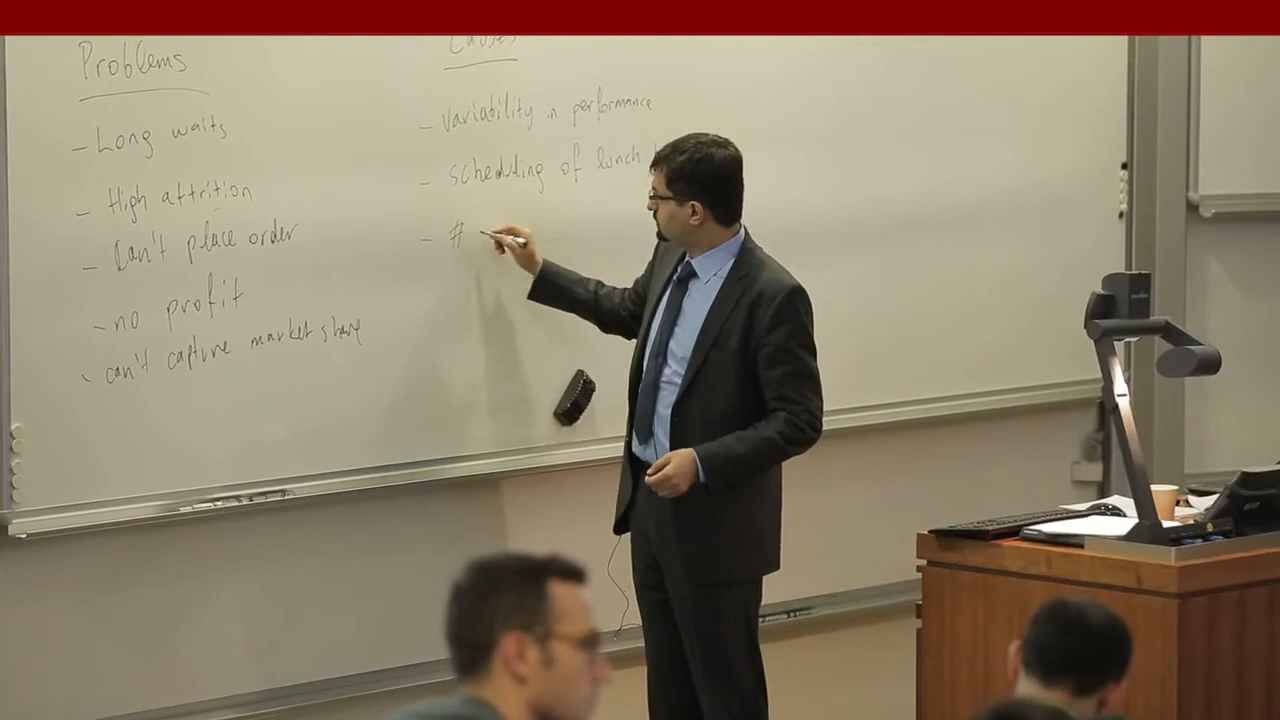 Problems
- Long waits
- High attrition
- Can't place order
- no profit
- can't capture market share
Causes
- Variability in performance
- scheduling of lunch
- #